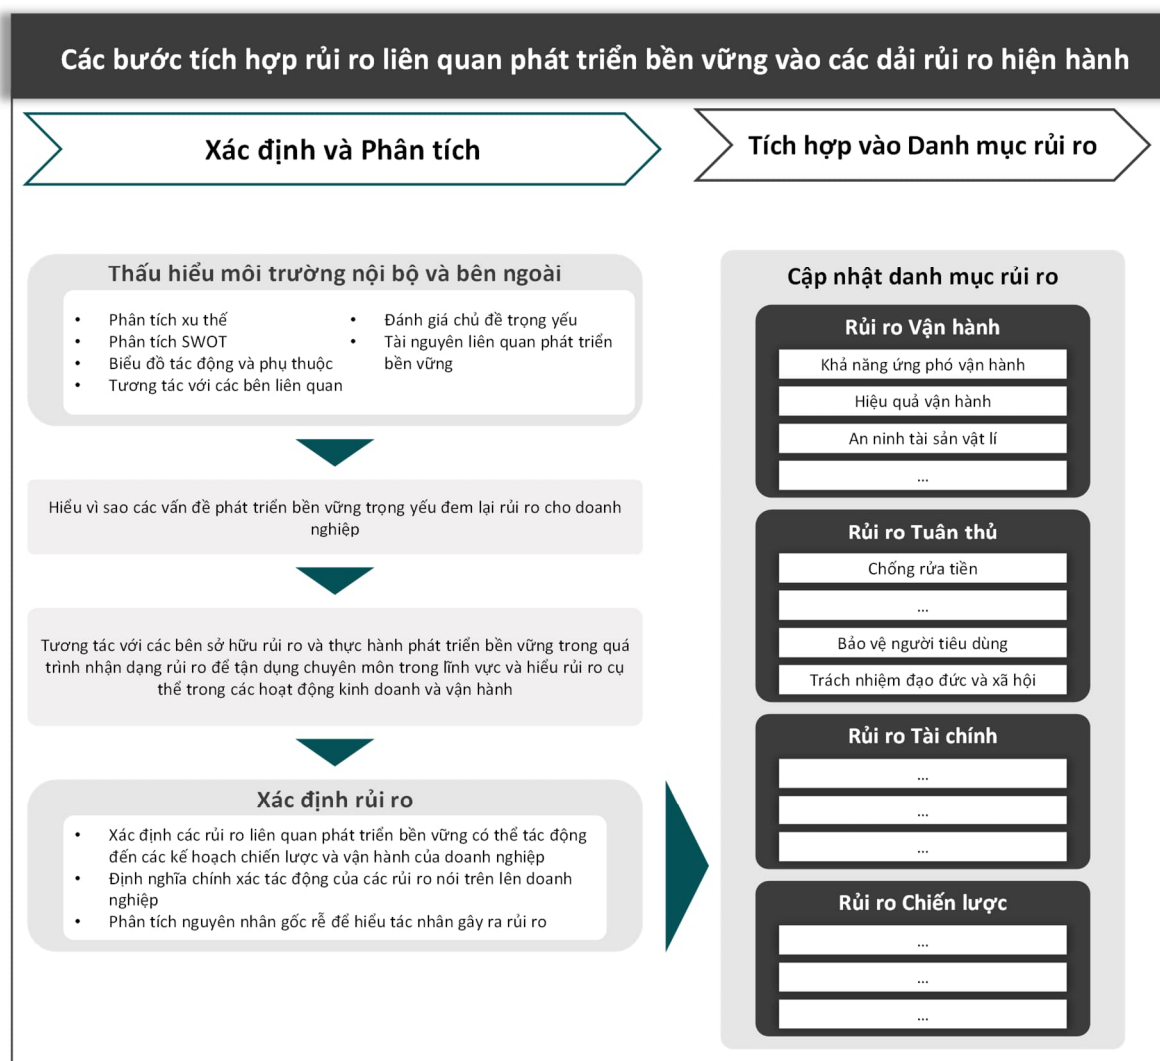 Các bước tích hợp rủi ro liên quan phát triển bền vững vào các dải rủi ro hiện hành
Xác định và Phân tích
Thấu hiểu môi trường nội bộ và bên ngoài
• Phân tích xu thế
• Phân tích SWOT
• Biểu đồ tác động và phụ thuộc
• Tương tác với các bên liên quan
• Đánh giá chủ đề trọng yếu
• Tài nguyên liên quan phát triển
bền vững
Hiểu vì sao các vấn đề phát triển bền vững trọng yếu đem lại rủi ro cho doanh
nghiệp
Tương tác với các bên sở hữu rủi ro và thực hành phát triển bền vững trong quá
trình nhận dạng rủi ro để tận dụng chuyên môn trong lĩnh vực và hiểu rủi ro cụ
thể trong các hoạt động kinh doanh và vận hành
Xác định rủi ro
• Xác định các rủi ro liên quan phát triển bền vững có thể tác động
đến các kế hoạch chiến lược và vận hành của doanh nghiệp
• Định nghĩa chính xác tác động của các rủi ro nói trên lên doanh
nghiệp
• Phân tích nguyên nhân gốc rễ để hiểu tác nhân gây ra rủi ro
Tích hợp vào Danh mục rủi ro
Cập nhật danh mục rủi ro
Rủi ro Vận hành
Khả năng ứng phó vận hành
Hiệu quả vận hành
An ninh tài sản vật lí
...
Rủi ro Tuân thủ
Chống rửa tiền
...
Bảo vệ người tiêu dùng
Trách nhiệm đạo đức và xã hội
Rủi ro Tài chính
...
...
...
Rủi ro Chiến lược
...
...
...